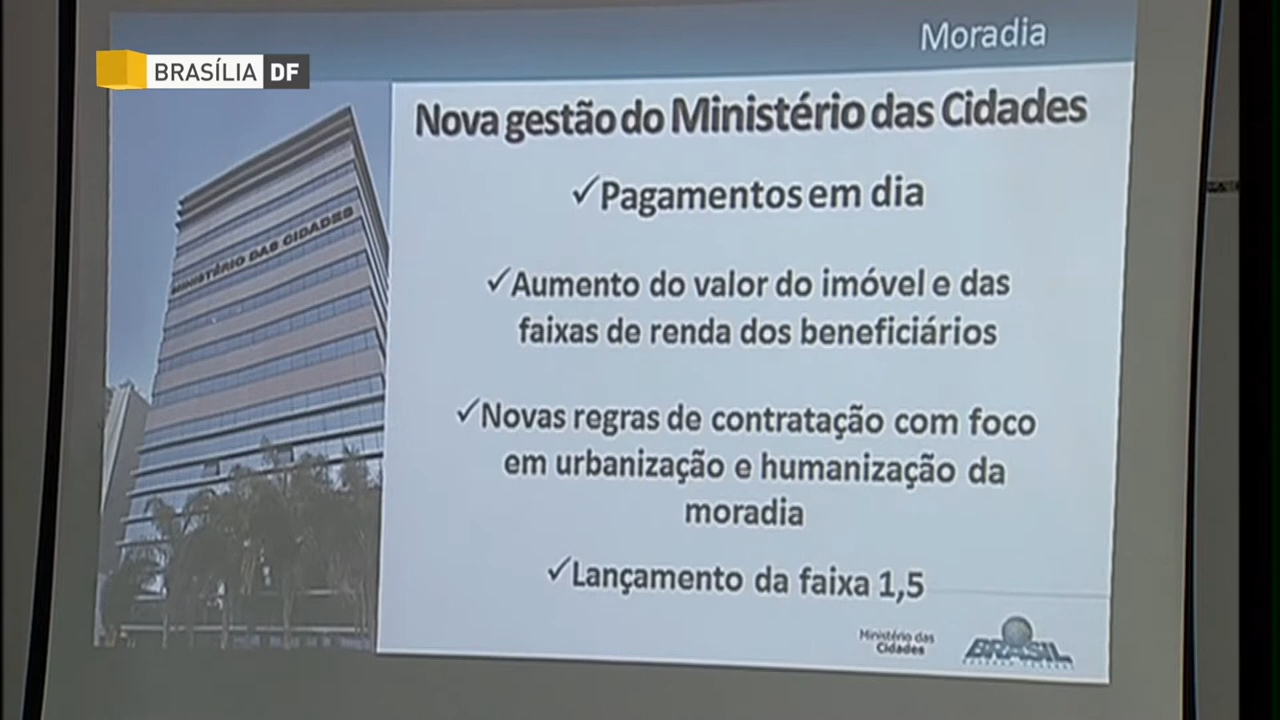 BRASÍLIA DF
Moradia
Nova gestão do Ministério das Cidades
✓Pagamentos em dia
✓Aumento do valor do imóvel e das
faixas de renda dos beneficiários
✓Novas regras de contratação com foco
em urbanização e humanização da
moradia
✓Lançamento da faixa 1,5
MINISTÉRIO DAS CIDADES
Ministério das
Cidades
BRASIL